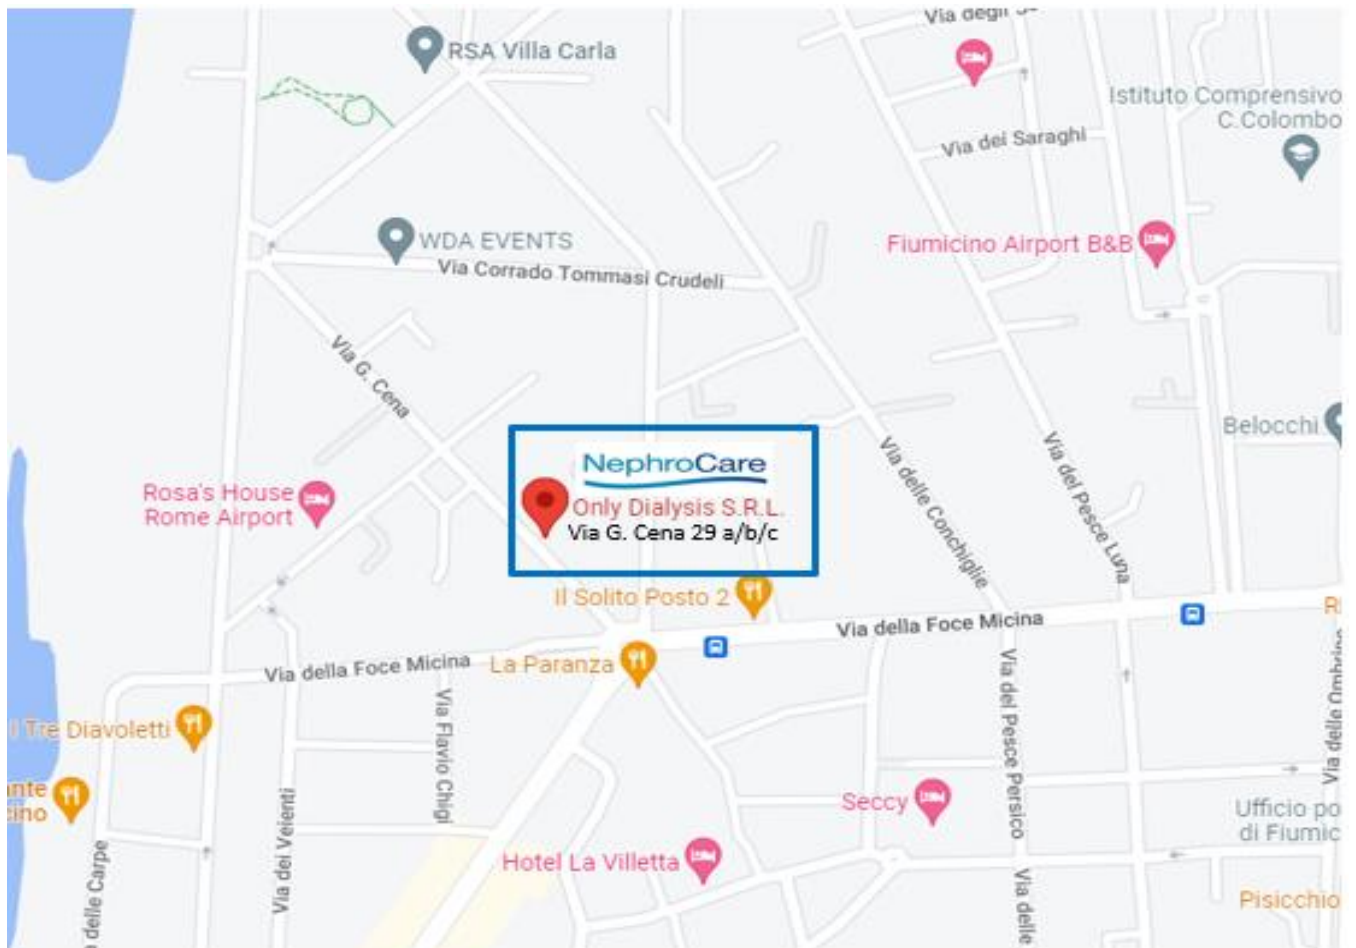 Via degli
RSA Villa Carla
Istituto Comprensivo
C.Colombo
Via dei Saraghi
WDA EVENTS
Fiumicino Airport B&B
Via Corrado Tommasi Crudeli
Via G. Cena
Belocchi
NephroCare
Only Dialysis S.R.L.
Via G. Cena 29 a/b/c
Rosa's House
Rome Airport
Via delle Conchiglie
Via del Pesce Luna
Il Solito Posto 2
Via della Foce Micina
Via della Foce Micina
La Paranza
Via Flavio Chigi
Via del Pesce Persico
Via delle Ombrine
I Tre Diavoletti
ante
cino
Seccy
Ufficio po
di Fiumic
Via dei Veienti
Hotel La Villetta
delle Carpe
Via delle
Pisicchio